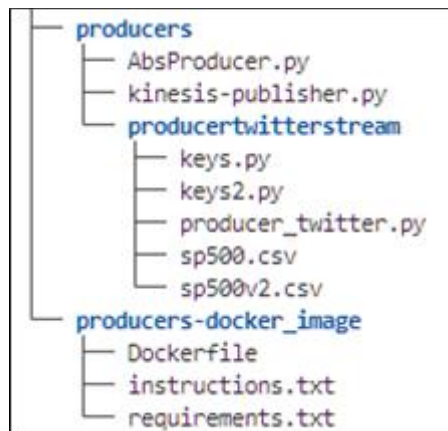 producers
AbsProducer.py
kinesis-publisher.py
producertwitterstream
keys.py
keys2.py
producer_twitter.py
sp500.csv
sp500v2.csv
producers-docker_image
Dockerfile
instructions.txt
requirements.txt